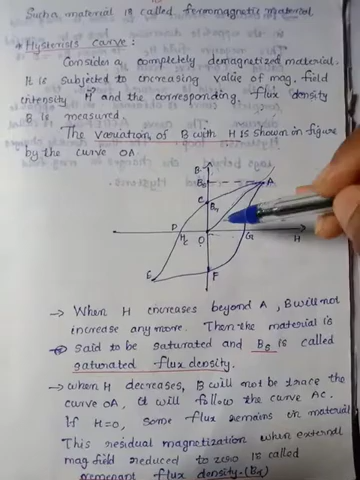 Such a material is called ferromagnetic material
* Hysterisis Curve:
Consider a completely demagnetized material.
It is subjected to increasing value of mag. field
intensity H and the corresponding flux density
B is measured.
The variation of B with H is shown in figure
by the curve OA.
B
Bs
A
C
Br
D
Hc
O
G
H
E
F
→ When H increases beyond A, B will not
increase any more. Then the material is
said to be saturated and Bs is called
saturated flux density.
→ when H decreases, B will not be trace the
curve OA, it will follow the curve AC.
If H=0, some flux remains in material
This residual magnetization when external
mag field reduced to zero is called
remenant flux density. (Br)